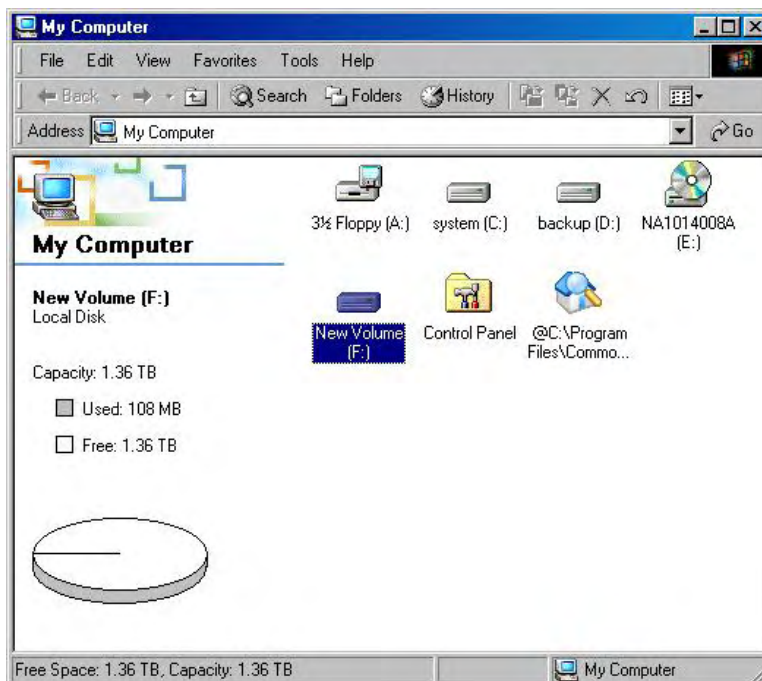 My Computer
File Edit View Favorites Tools Help
Back Search Folders History
Address My Computer Go
3½ Floppy (A:) system (C:) backup (D:) NA1014008A
(E:)
My Computer
New Volume (F:)
Local Disk
New Volume
(F:)
Control Panel
@C:\Program
Files\Commo...
Capacity: 1.36 TB
Used: 108 MB
Free: 1.36 TB
Free Space: 1.36 TB, Capacity: 1.36 TB My Computer